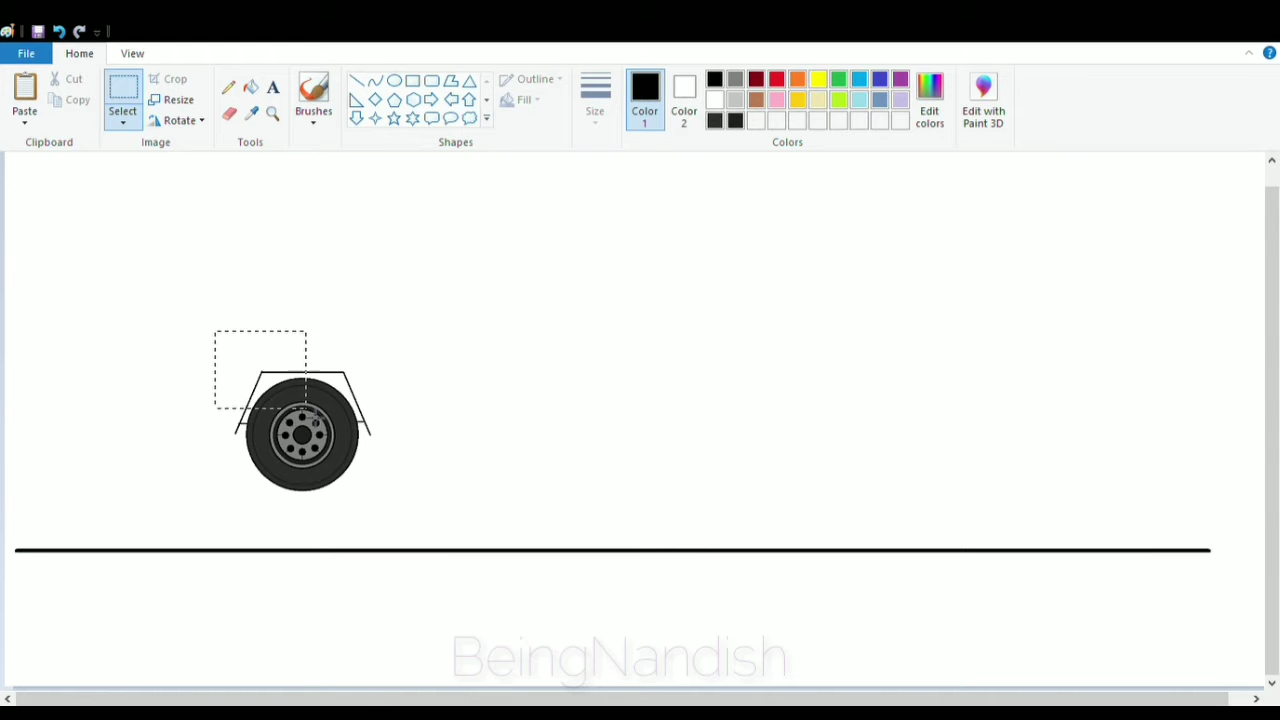 File Home View
Paste Cut Copy
Select Crop Resize Rotate
A
Brushes
Outline
Fill
Size
Color 1
Color 2
Edit colors
Edit with Paint 3D
Clipboard Image Tools Shapes Colors
BeingNandish